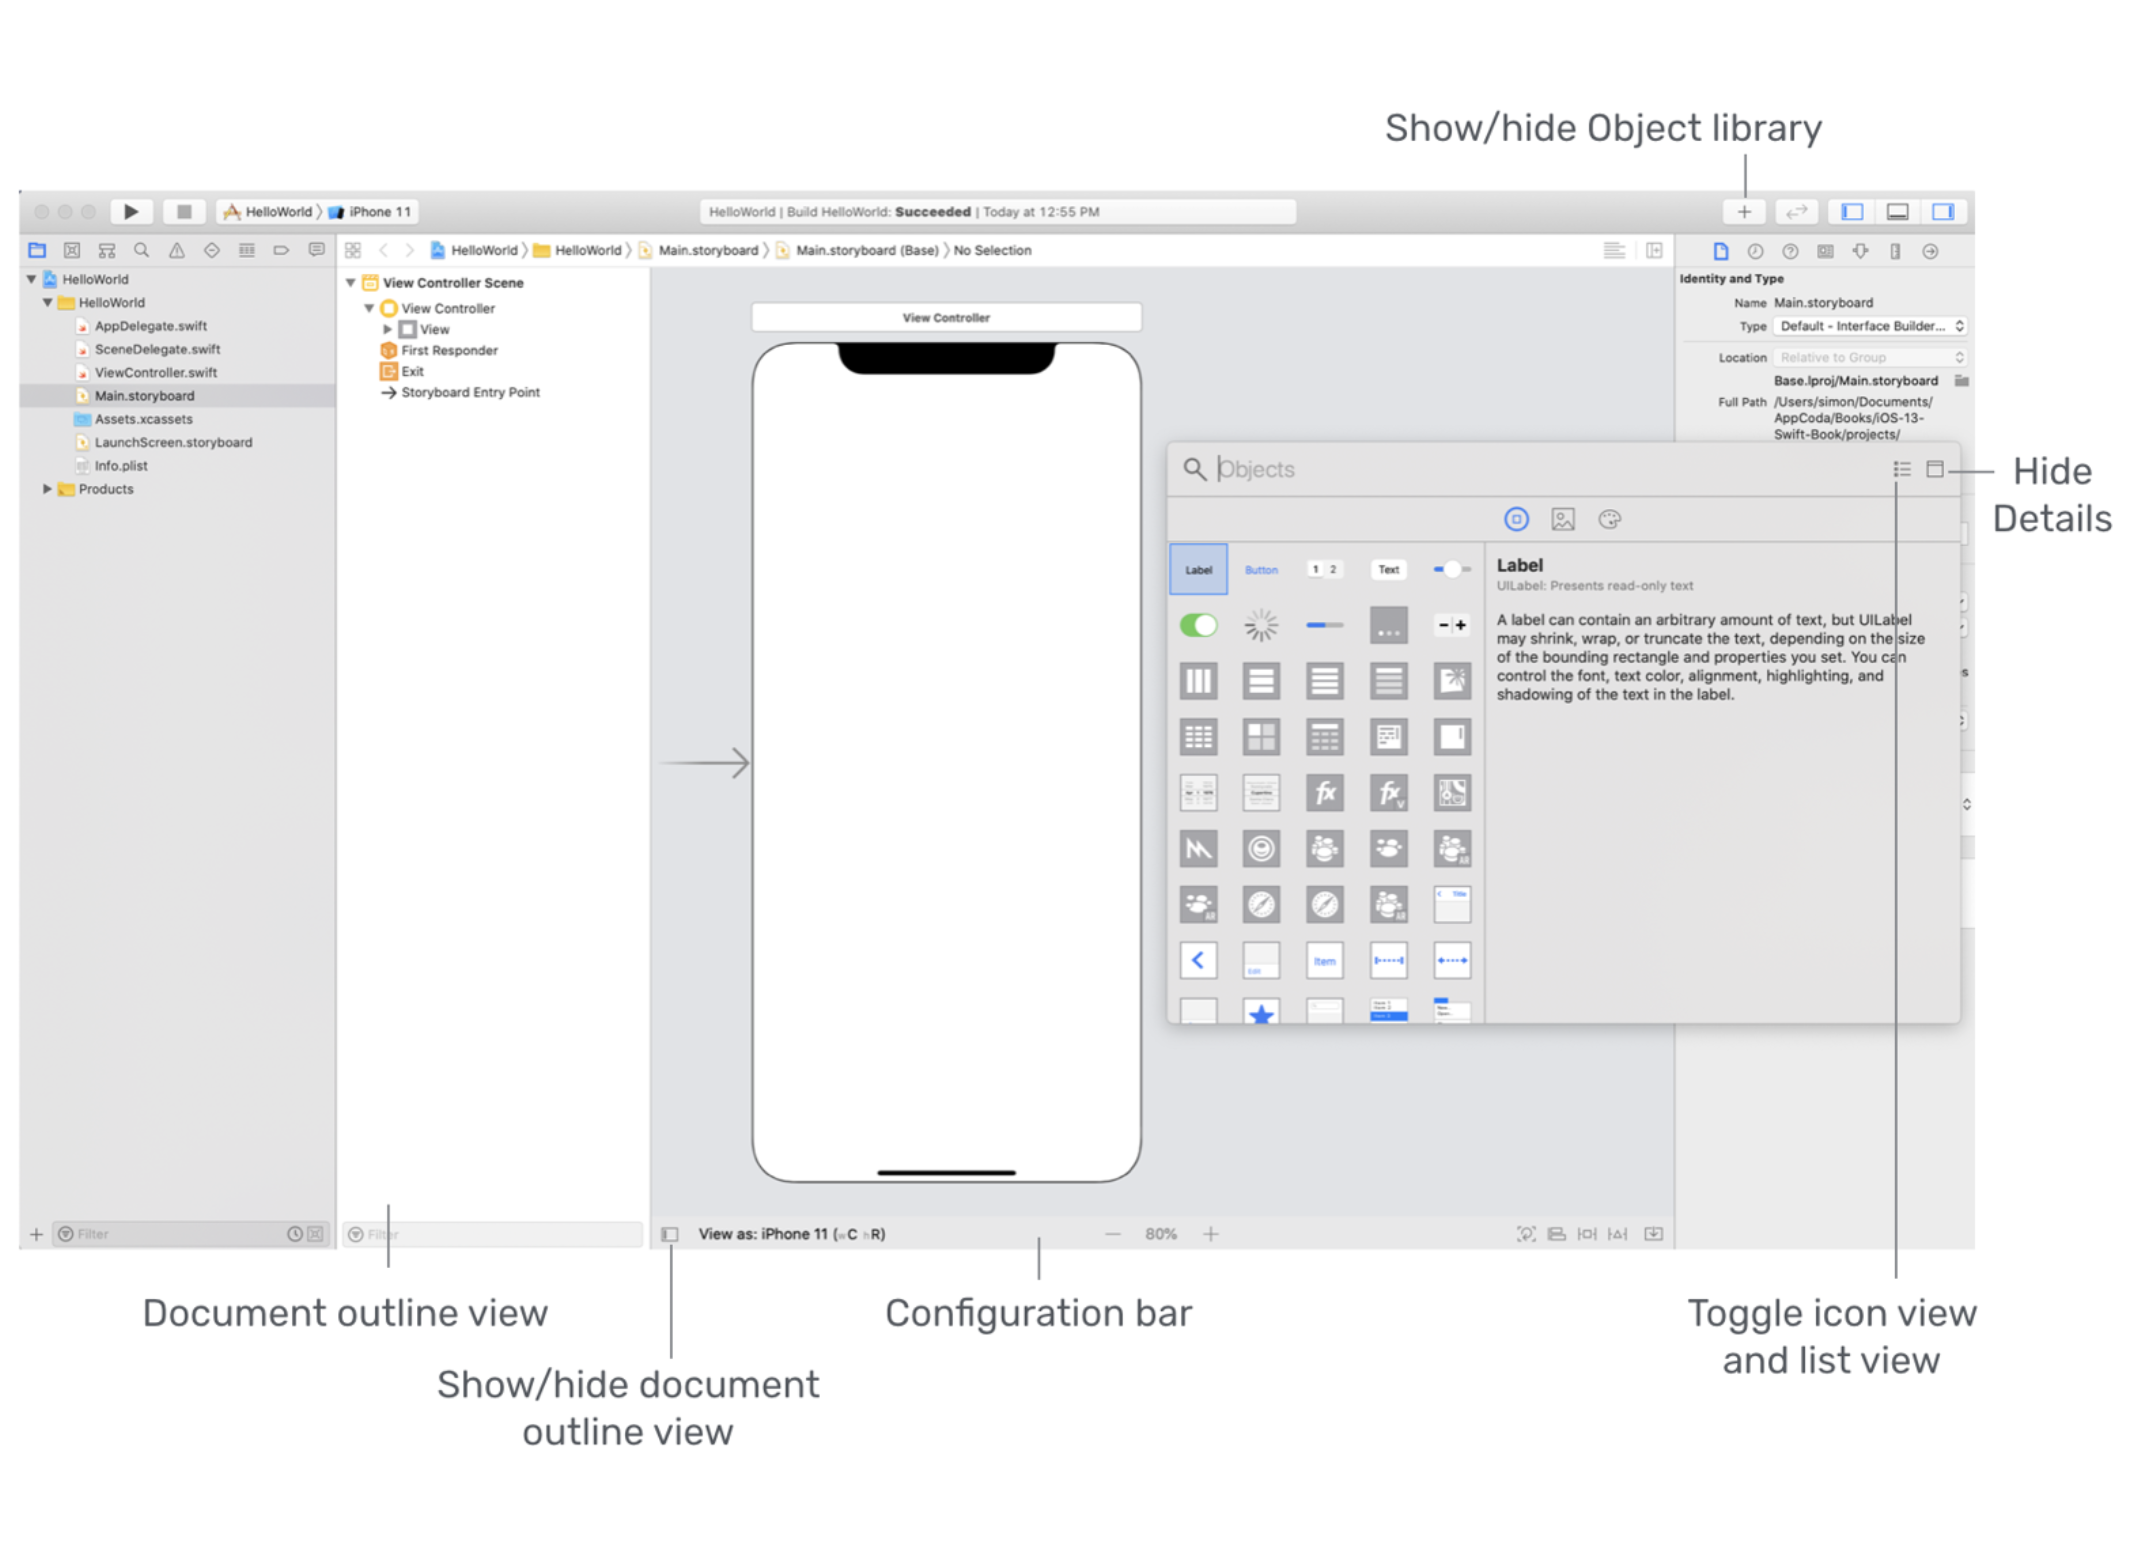 Show/hide Object library
HelloWorld 〉 iPhone 11
HelloWorld | Build HelloWorld: Succeeded | Today at 12:55 PM
HelloWorld 〉 HelloWorld 〉 Main.storyboard 〉 Main.storyboard (Base) 〉 No Selection
HelloWorld
HelloWorld
AppDelegate.swift
SceneDelegate.swift
ViewController.swift
Main.storyboard
Assets.xcassets
LaunchScreen.storyboard
Info.plist
Products
View Controller Scene
View Controller
View
First Responder
Exit
Storyboard Entry Point
View Controller
Identity and Type
Name Main.storyboard
Type Default - Interface Builder...
Location Relative to Group
Base.lproj/Main.storyboard
Full Path /Users/simon/Documents/
AppCoda/Books/iOS-13-
Swift-Book/projects/
Objects
Hide
Details
Label Button 1 2 Text
Label
UILabel: Presents read-only text
A label can contain an arbitrary amount of text, but UILabel
may shrink, wrap, or truncate the text, depending on the size
of the bounding rectangle and properties you set. You can
control the font, text color, alignment, highlighting, and
shadowing of the text in the label.
fx fx V
AR
AR AR Title
Edit Item
Filter
Filter
View as: iPhone 11 (wC hR)
80%
Document outline view
Configuration bar
Toggle icon view
and list view
Show/hide document
outline view